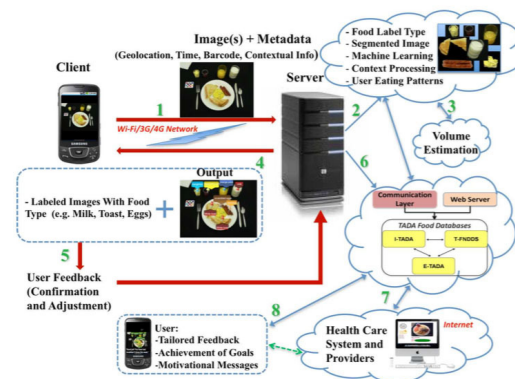 Image(s) + Metadata
(Geolocation, Time, Barcode, Contextual Info)
Client
Server
1
Wi-Fi/3G/4G Network
4
2
6
- Food Label Type
- Segmented Image
- Machine Learning
- Context Processing
- User Eating Patterns
3
Volume
Estimation
Output
- Labeled Images With Food
Type (e.g. Milk, Toast, Eggs)
+
5
User Feedback
(Confirmation
and Adjustment)
Communication
Layer
Web Server
TADA Food Databases
I-TADA
T-FNDDS
E-TADA
8
7
User:
-Tailored Feedback
-Achievement of Goals
-Motivational Messages
Health Care
System and
Providers
Internet